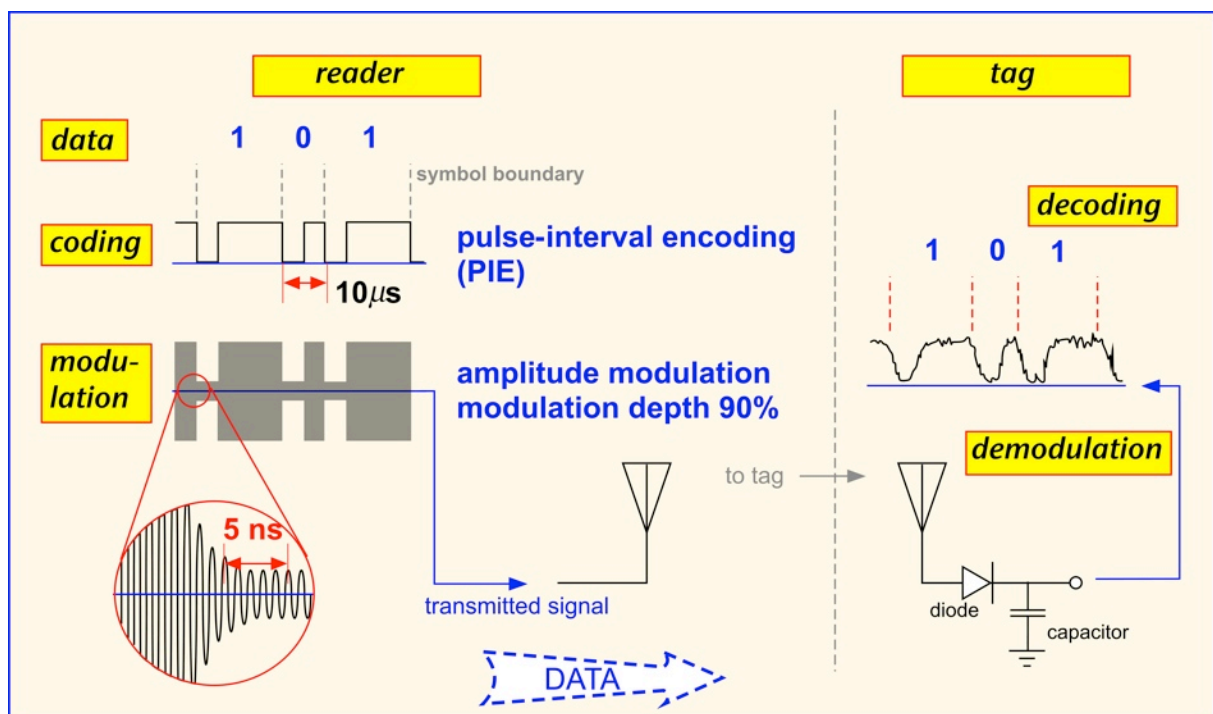 reader
tag
data
1 0 1
symbol boundary
coding
pulse-interval encoding
(PIE)
10μs
decoding
1 0 1
modu-
lation
amplitude modulation
modulation depth 90%
demodulation
to tag
5 ns
transmitted signal
diode
capacitor
DATA